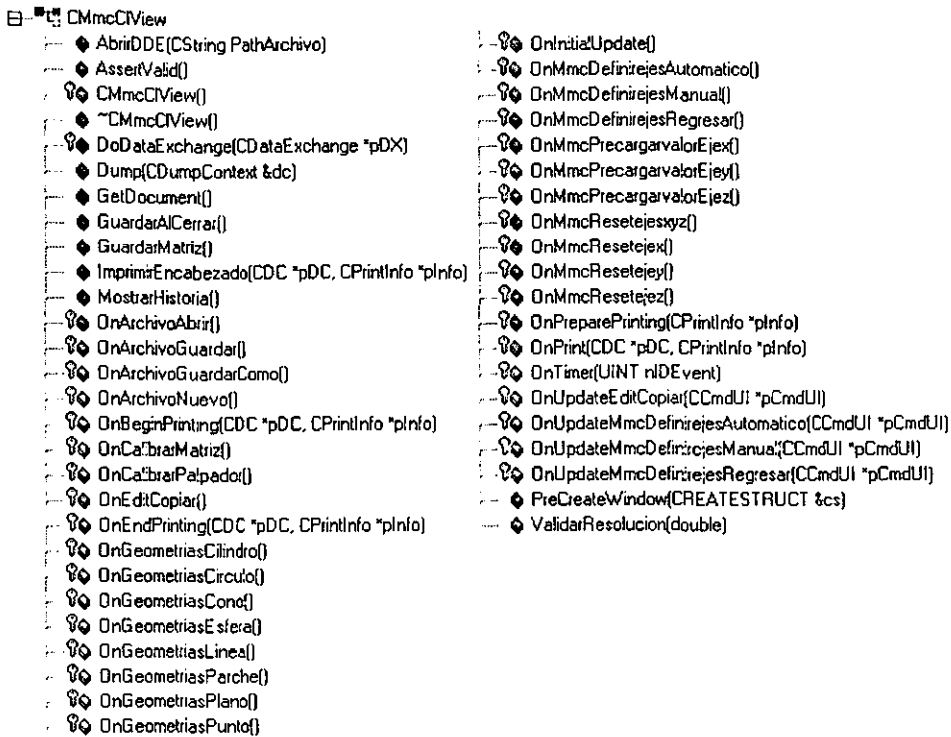 CMmcCIView
AbrirDDE(CString PathArchivo)
AssertValid()
CMmcCIView()
~CMmcCIView()
DoDataExchange(CDataExchange *pDX)
Dump(CDumpContext &dc)
GetDocument()
GuardarAlCerrar()
GuardarMatriz()
ImprimirEncabezado(CDC *pDC, CPrintInfo *pInfo)
MostrarHistoria()
OnArchivoAbrir()
OnArchivoGuardar()
OnArchivoGuardarComo()
OnArchivoNuevo()
OnBeginPrinting(CDC *pDC, CPrintInfo *pInfo)
OnCalibrarMatriz()
OnCalibrarPalpador()
OnEditCopiar()
OnEndPrinting(CDC *pDC, CPrintInfo *pInfo)
OnGeometriasCilindro()
OnGeometriasCirculo()
OnGeometriasCono()
OnGeometriasEsfera()
OnGeometriasLinea()
OnGeometriasParche()
OnGeometriasPlano()
OnGeometriasPunto()
OnInitialUpdate()
OnMmcDefinirejesAutomatico()
OnMmcDefinirejesManual()
OnMmcDefinirejesRegresar()
OnMmcPrecargarvalorEjex()
OnMmcPrecargarvalorEjey()
OnMmcPrecargarvalorEjez()
OnMmcResetejesxyz()
OnMmcResetejex()
OnMmcResetejey()
OnMmcResetejez()
OnPreparePrinting(CPrintInfo *pInfo)
OnPrint(CDC *pDC, CPrintInfo *pInfo)
OnTimer(UINT nIDEvent)
OnUpdateEditCopiar(CCmdUI *pCmdUI)
OnUpdateMmcDefinirejesAutomatico(CCmdUI *pCmdUI)
OnUpdateMmcDefinirejesManual(CCmdUI *pCmdUI)
OnUpdateMmcDefinirejesRegresar(CCmdUI *pCmdUI)
PreCreateWindow(CREATESTRUCT &cs)
ValidarResolucion(double)